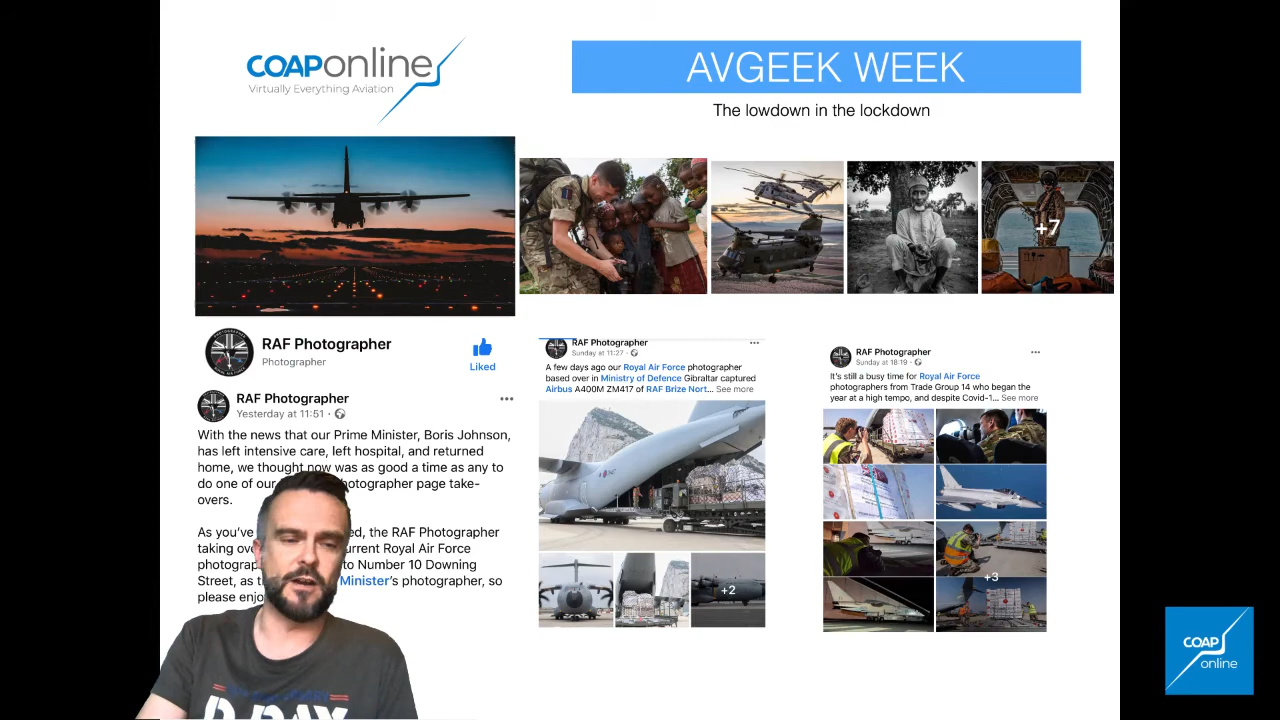 COAPonline
Virtually Everything Aviation
AVGEEK WEEK
The lowdown in the lockdown
+7
RAF Photographer
Photographer
Liked
RAF Photographer
Yesterday at 11:51 ·
With the news that our Prime Minister, Boris Johnson,
has left intensive care, left hospital, and returned
home, we thought now was as good a time as any to
do one of our hotographer page take-
overs.
As you've ed, the RAF Photographer
taking ov urrent Royal Air Force
photograp to Number 10 Downing
Street, as t Minister's photographer, so
please enjo
RAF Photographer
Sunday at 11:27 ·
A few days ago our Royal Air Force photographer
based over in Ministry of Defence Gibraltar captured
Airbus A400M ZM417 of RAF Brize Nort... See more
+2
RAF Photographer
Sunday at 18:19 ·
It's still a busy time for Royal Air Force
photographers from Trade Group 14 who began the
year at a high tempo, and despite Covid-1... See more
+3
D-DAY
COAP
online